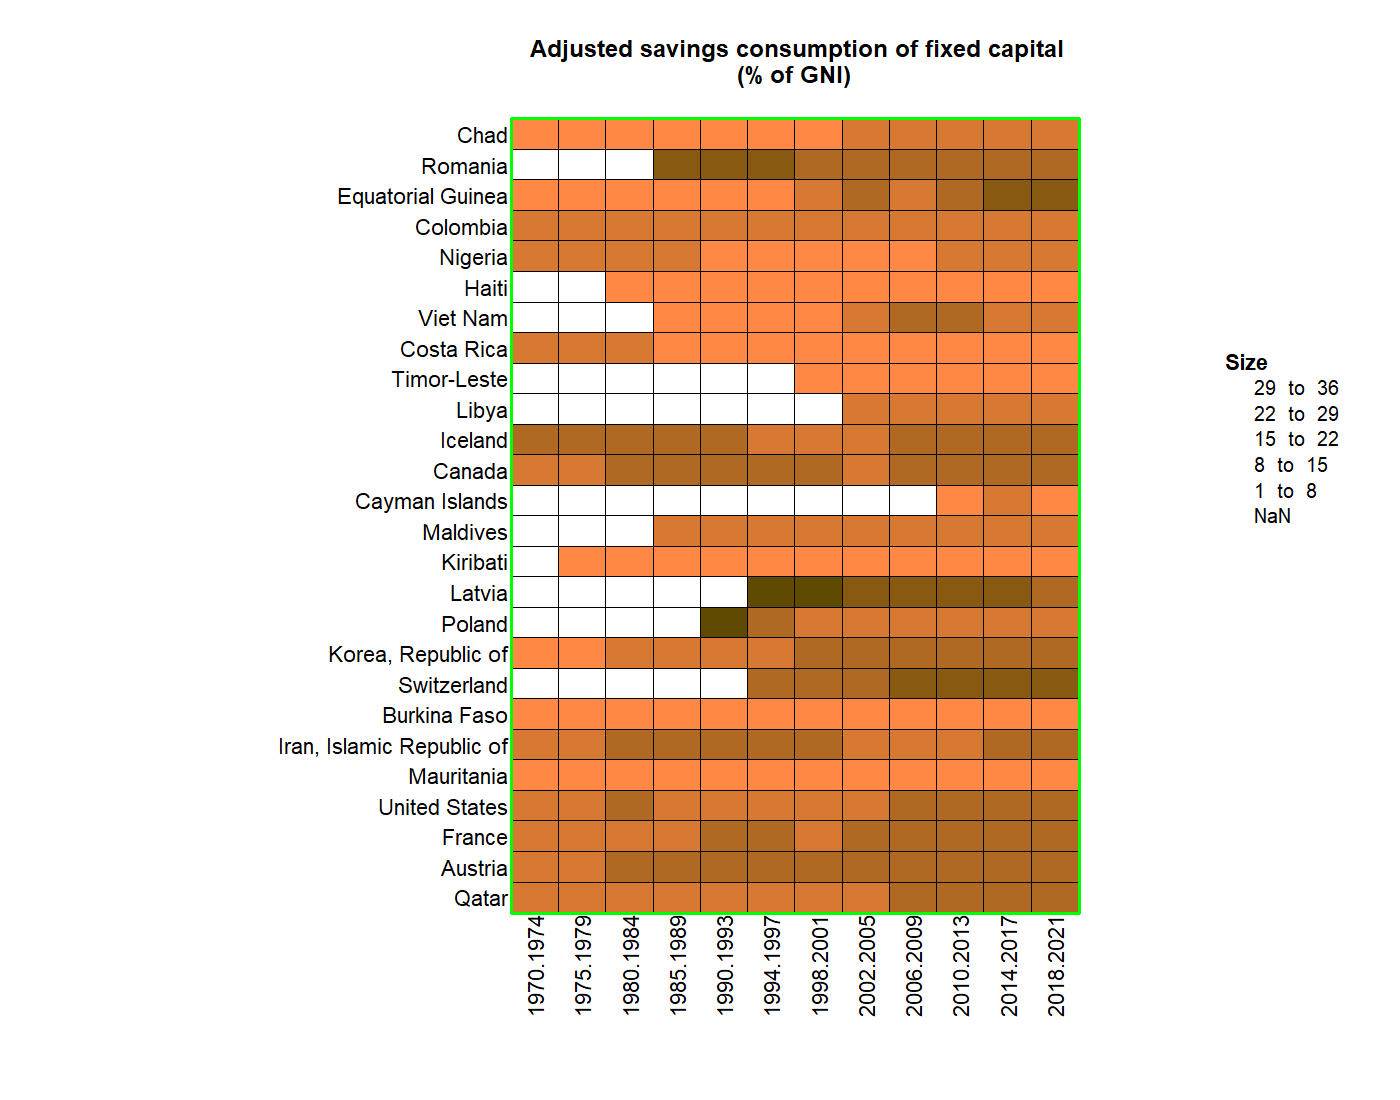 Adjusted savings consumption of fixed capital
(% of GNI)
Chad
Romania
Equatorial Guinea
Colombia
Nigeria
Haiti
Viet Nam
Costa Rica
Timor-Leste
Libya
Iceland
Canada
Cayman Islands
Maldives
Kiribati
Latvia
Poland
Korea, Republic of
Switzerland
Burkina Faso
Iran, Islamic Republic of
Mauritania
United States
France
Austria
Qatar
1970.1974
1975.1979
1980.1984
1985.1989
1990.1993
1994.1997
1998.2001
2002.2005
2006.2009
2010.2013
2014.2017
2018.2021
Size
29 to 36
22 to 29
15 to 22
8 to 15
1 to 8
NaN